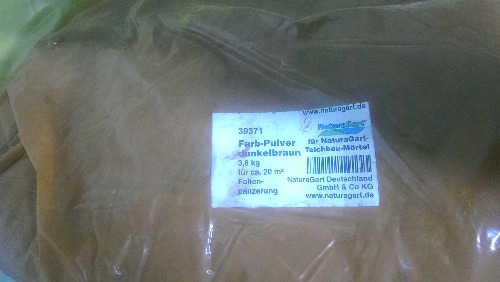 www.naturagart.de
39371
NaturaGart
Farb-Pulver
für NaturaGart-
dunkelbraun
Teichbau-Mörtel
3,6 kg
für ca. 20 m²
Folien-
panzerung
NaturaGart Deutschland
GmbH & Co KG
www.naturagart.de